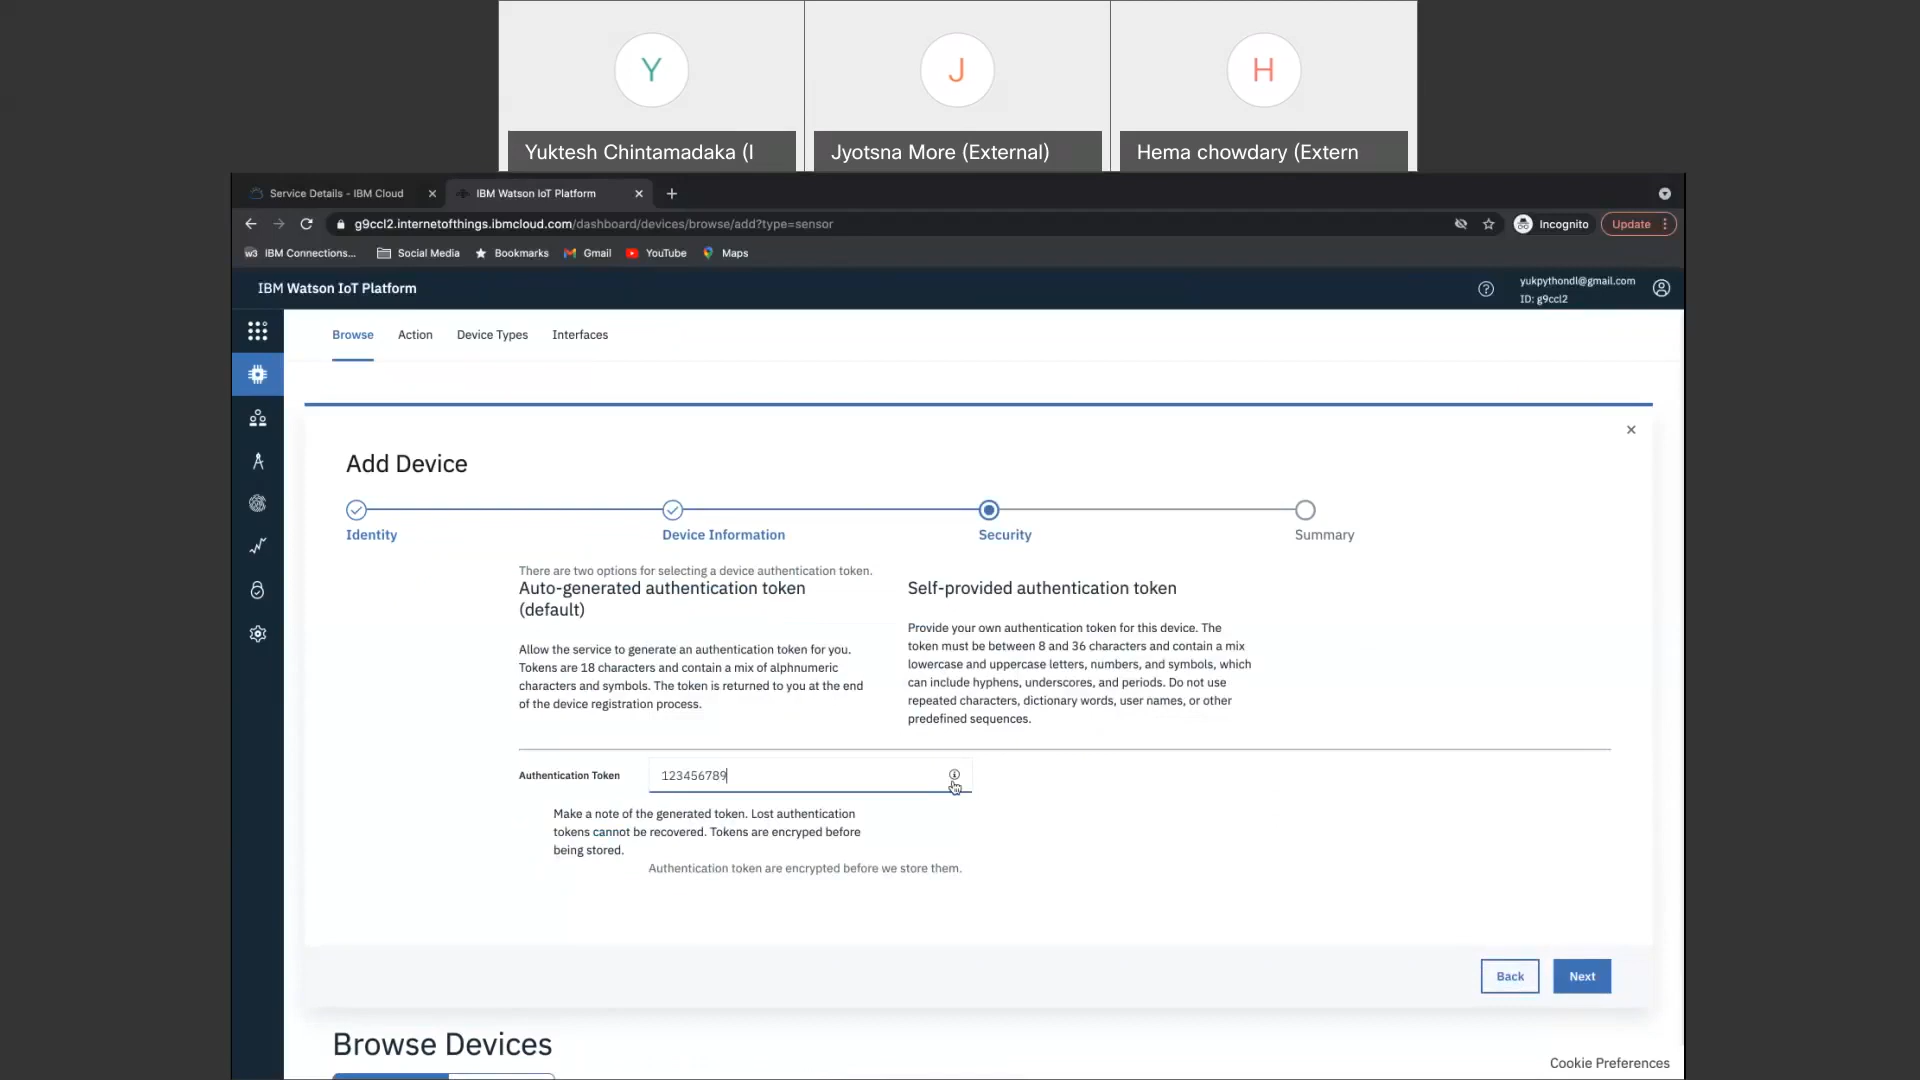 Y
J
H
Yuktesh Chintamadaka (I
Jyotsna More (External)
Hema chowdary (Extern
Service Details - IBM Cloud
IBM Watson IoT Platform
g9ccl2.internetofthings.ibmcloud.com/dashboard/devices/browse/add?type=sensor
Incognito
Update
w3 IBM Connections...
Social Media
Bookmarks
Gmail
YouTube
Maps
IBM Watson IoT Platform
yukpythondl@gmail.com
ID: g9ccl2
Browse
Action
Device Types
Interfaces
Add Device
Identity
Device Information
Security
Summary
There are two options for selecting a device authentication token.
Auto-generated authentication token
(default)
Allow the service to generate an authentication token for you.
Tokens are 18 characters and contain a mix of alphnumeric
characters and symbols. The token is returned to you at the end
of the device registration process.
Self-provided authentication token
Provide your own authentication token for this device. The
token must be between 8 and 36 characters and contain a mix
lowercase and uppercase letters, numbers, and symbols, which
can include hyphens, underscores, and periods. Do not use
repeated characters, dictionary words, user names, or other
predefined sequences.
Authentication Token
123456789
Make a note of the generated token. Lost authentication
tokens cannot be recovered. Tokens are encryped before
being stored.
Authentication token are encrypted before we store them.
Back
Next
Browse Devices
Cookie Preferences